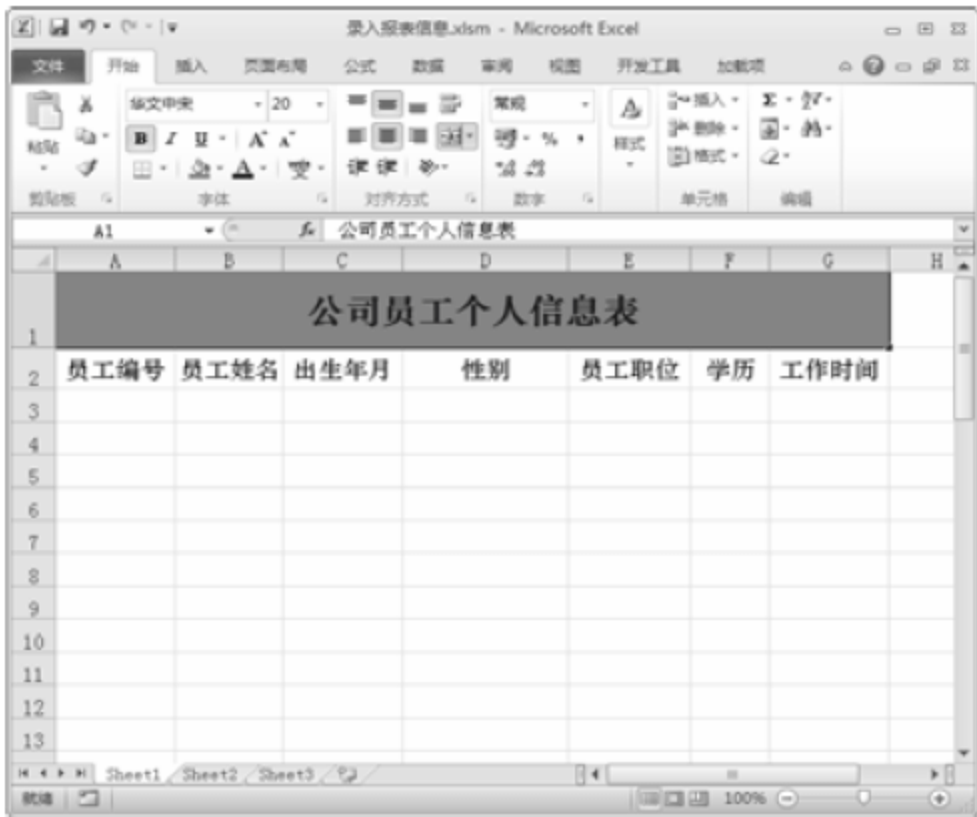 录入报表信息.xlsm - Microsoft Excel
文件 开始 插入 页面布局 公式 数据 审阅 视图 开发工具 加载项
华文中宋 20 常规 插入
粘贴 B I U A A % , 样式 删除
A 格式
剪贴板 字体 对齐方式 数字 单元格 编辑
A1 fx 公司员工个人信息表
A B C D E F G H
1 公司员工个人信息表
2 员工编号 员工姓名 出生年月 性别 员工职位 学历 工作时间
3
4
5
6
7
8
9
10
11
12
13
Sheet1 Sheet2 Sheet3
就绪 100%